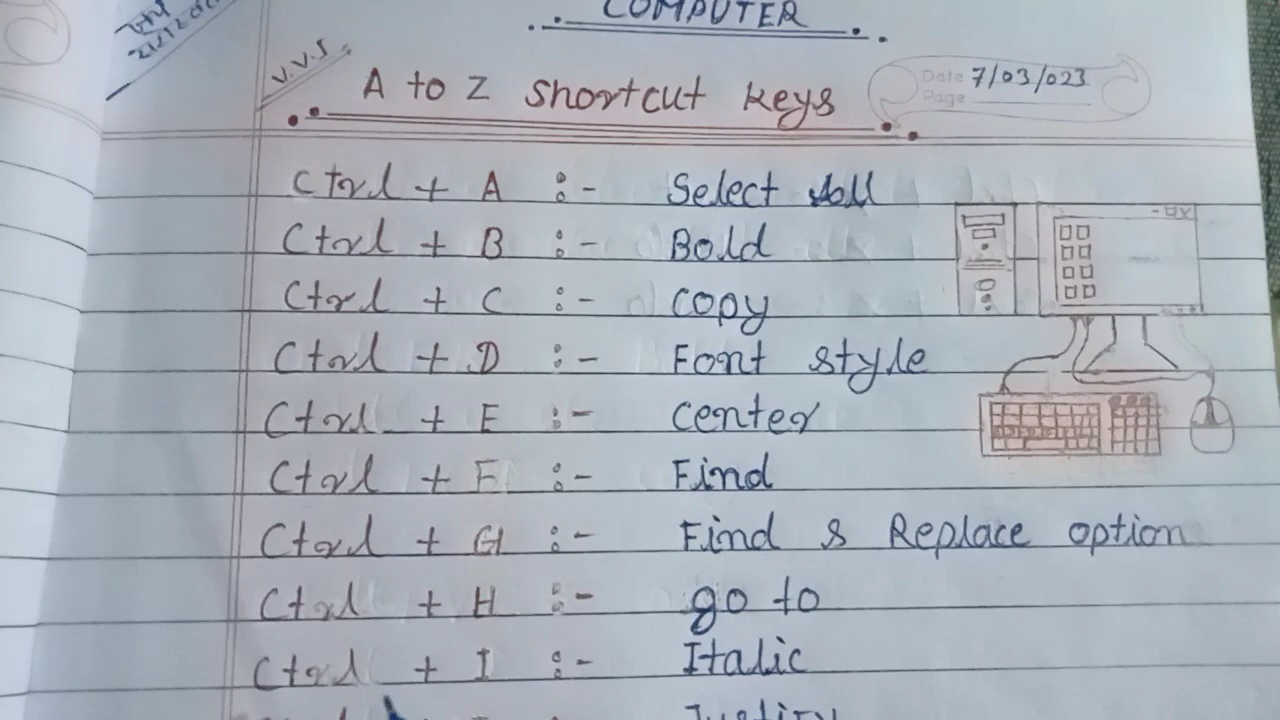 COMPUTER
V.V.S
A to Z Shortcut keys
Date 7/03/023
Page
Ctrl + A :- Select All
Ctrl + B :- Bold
Ctrl + C :- Copy
Ctrl + D :- Font style
Ctrl + E :- Center
Ctrl + F :- Find
Ctrl + G :- Find & Replace option
Ctrl + H :- go to
Ctrl + I :- Italic
Justify